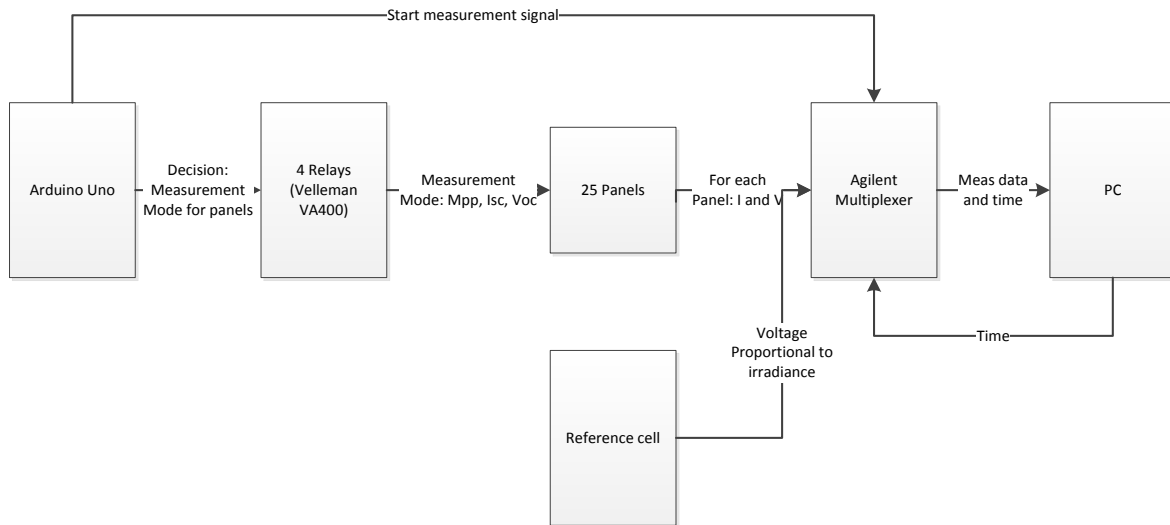 Start measurement signal
Arduino Uno
Decision:
Measurement
Mode for panels
4 Relays
(Velleman
VA400)
Measurement
Mode: Mpp, Isc, Voc
25 Panels
For each
Panel: I and V
Agilent
Multiplexer
Meas data
and time
PC
Voltage
Proportional to
irradiance
Time
Reference cell